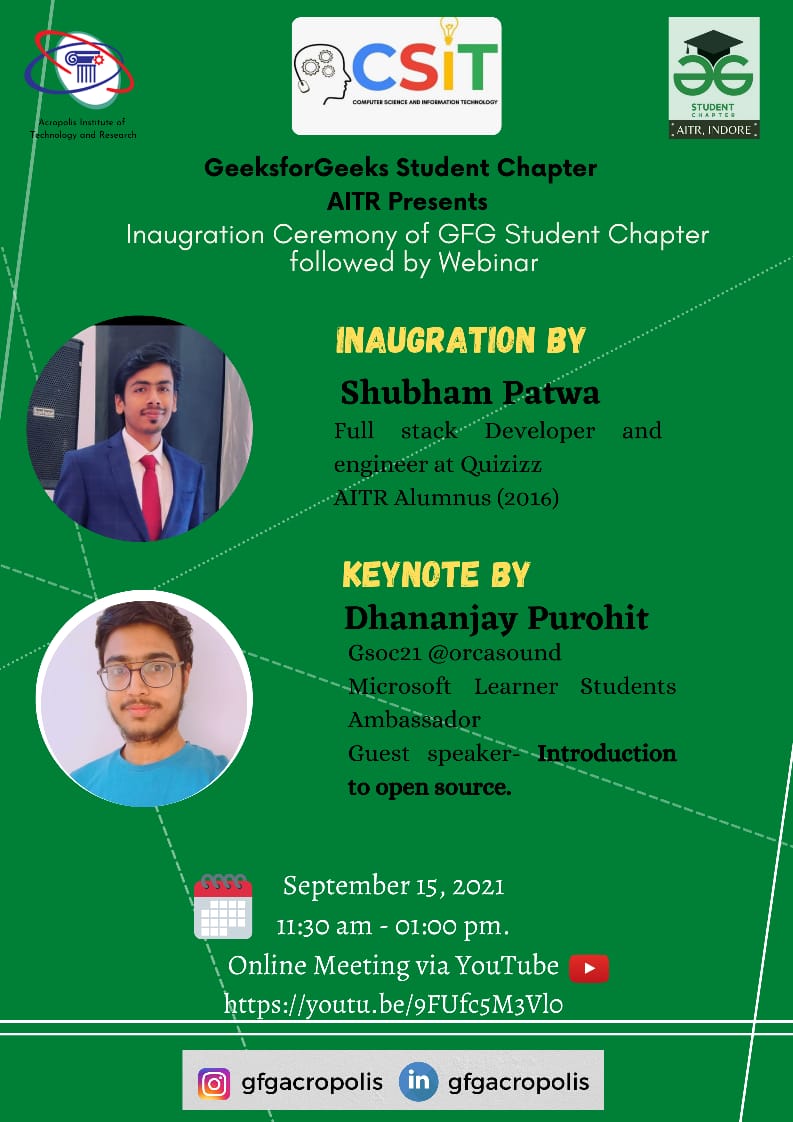 Acropolis Institute of
Technology and Research
CSiT
COMPUTER SCIENCE AND INFORMATION TECHNOLOGY
GG
STUDENT
CHAPTER
AITR, INDORE
GeeksforGeeks Student Chapter
AITR Presents
Inaugration Ceremony of GFG Student Chapter
followed by Webinar
INAUGRATION BY
Shubham Patwa
Full stack Developer and
engineer at Quizizz
AITR Alumnus (2016)
KEYNOTE BY
Dhananjay Purohit
Gsoc21 @orcasound
Microsoft Learner Students
Ambassador
Guest speaker- Introduction
to open source.
September 15, 2021
11:30 am - 01:00 pm.
Online Meeting via YouTube
https://youtu.be/9FUfc5M3Vl0
gfgacropolis in gfgacropolis